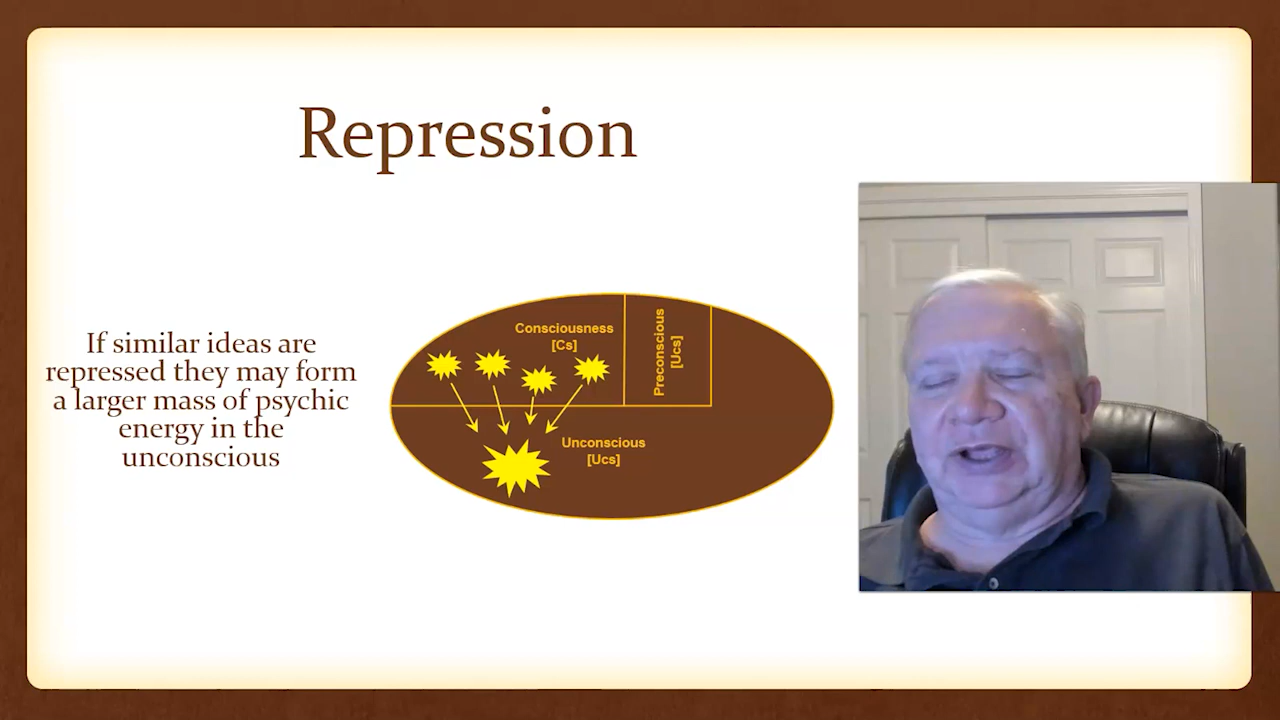 Repression
If similar ideas are
repressed they may form
a larger mass of psychic
energy in the
unconscious
Consciousness
[Cs]
Preconscious
[Ucs]
Unconscious
[Ucs]